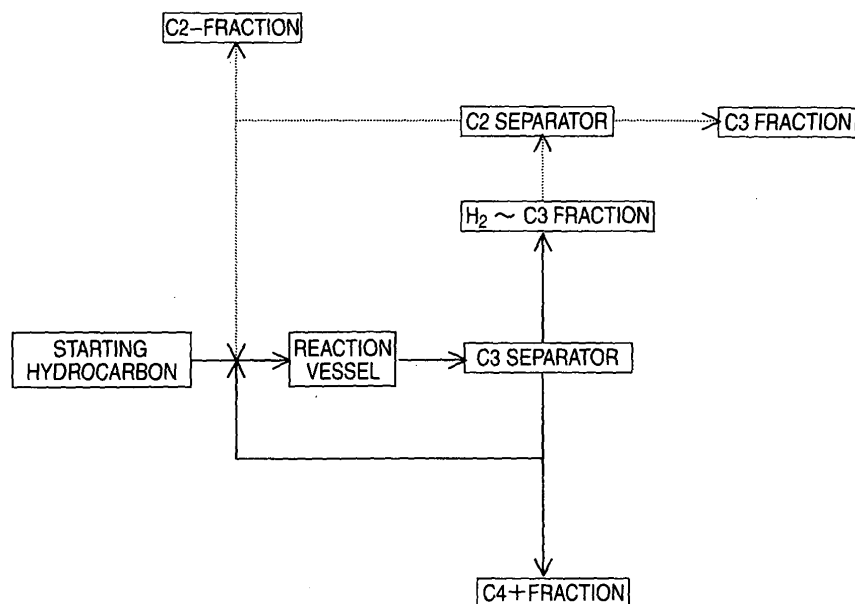 C2-FRACTION
C2 SEPARATOR
C3 FRACTION
H₂ ~ C3 FRACTION
STARTING
HYDROCARBON
REACTION
VESSEL
C3 SEPARATOR
C4+FRACTION